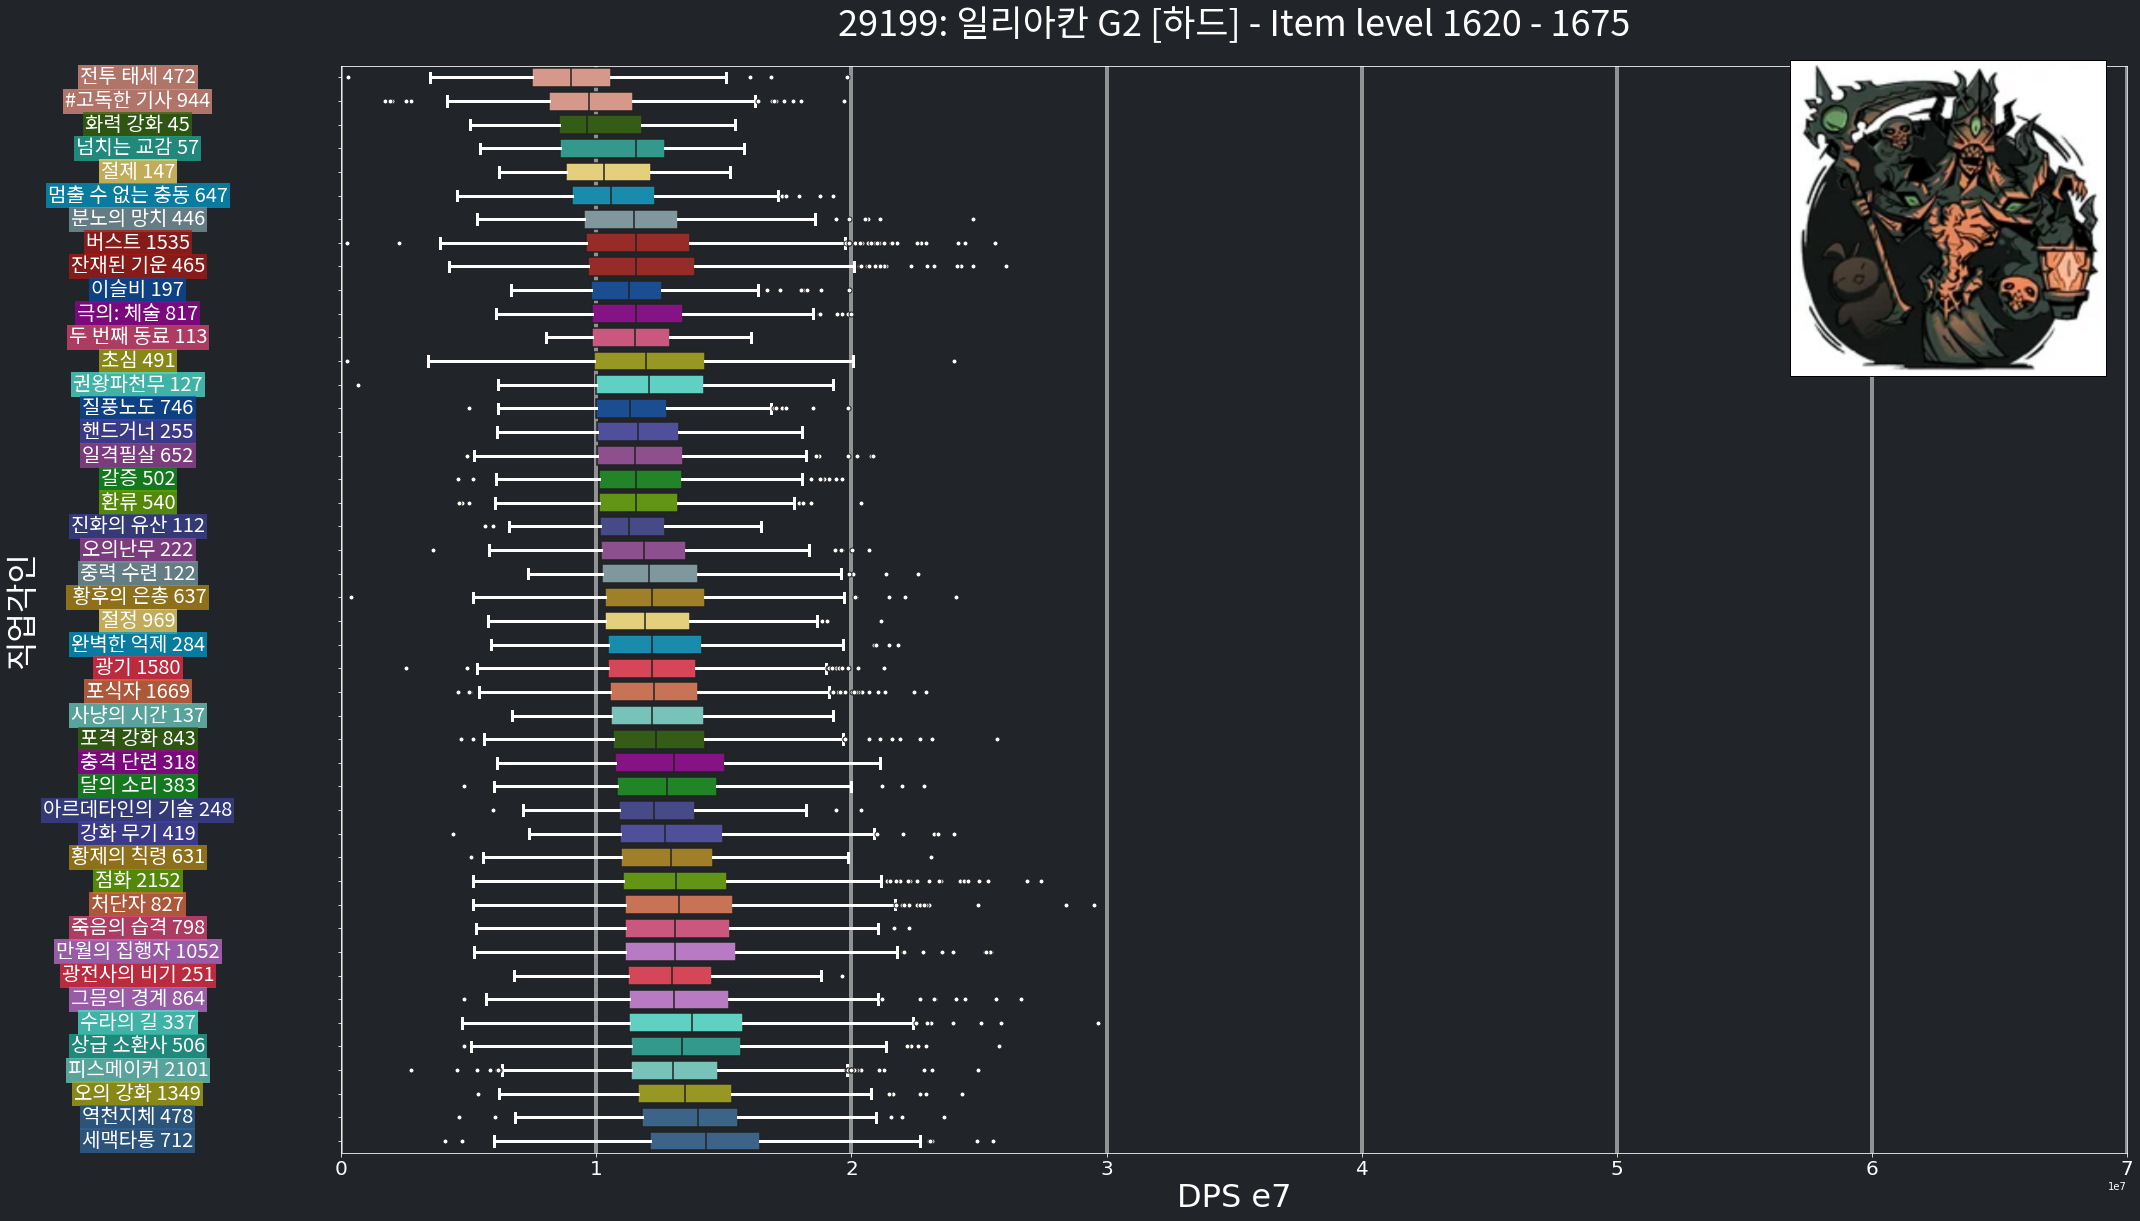 29199: 일리아칸 G2 [하드] - Item level 1620 - 1675
전투 태세 472
#고독한 기사 944
화력 강화 45
넘치는 교감 57
절제 147
멈출 수 없는 충동 647
분노의 망치 446
버스트 1535
잔재된 기운 465
이슬비 197
극의: 체술 817
두 번째 동료 113
초심 491
권왕파천무 127
질풍노도 746
핸드거너 255
일격필살 652
갈증 502
환류 540
진화의 유산 112
오의난무 222
중력 수련 122
황후의 은총 637
절정 969
완벽한 억제 284
광기 1580
포식자 1669
사냥의 시간 137
포격 강화 843
충격 단련 318
달의 소리 383
아르데타인의 기술 248
강화 무기 419
황제의 칙령 631
점화 2152
처단자 827
죽음의 습격 798
만월의 집행자 1052
광전사의 비기 251
그믐의 경계 864
수라의 길 337
상급 소환사 506
피스메이커 2101
오의 강화 1349
역천지체 478
세맥타통 712
직업각인
0 1 2 3 4 5 6 7
1e7
DPS e7